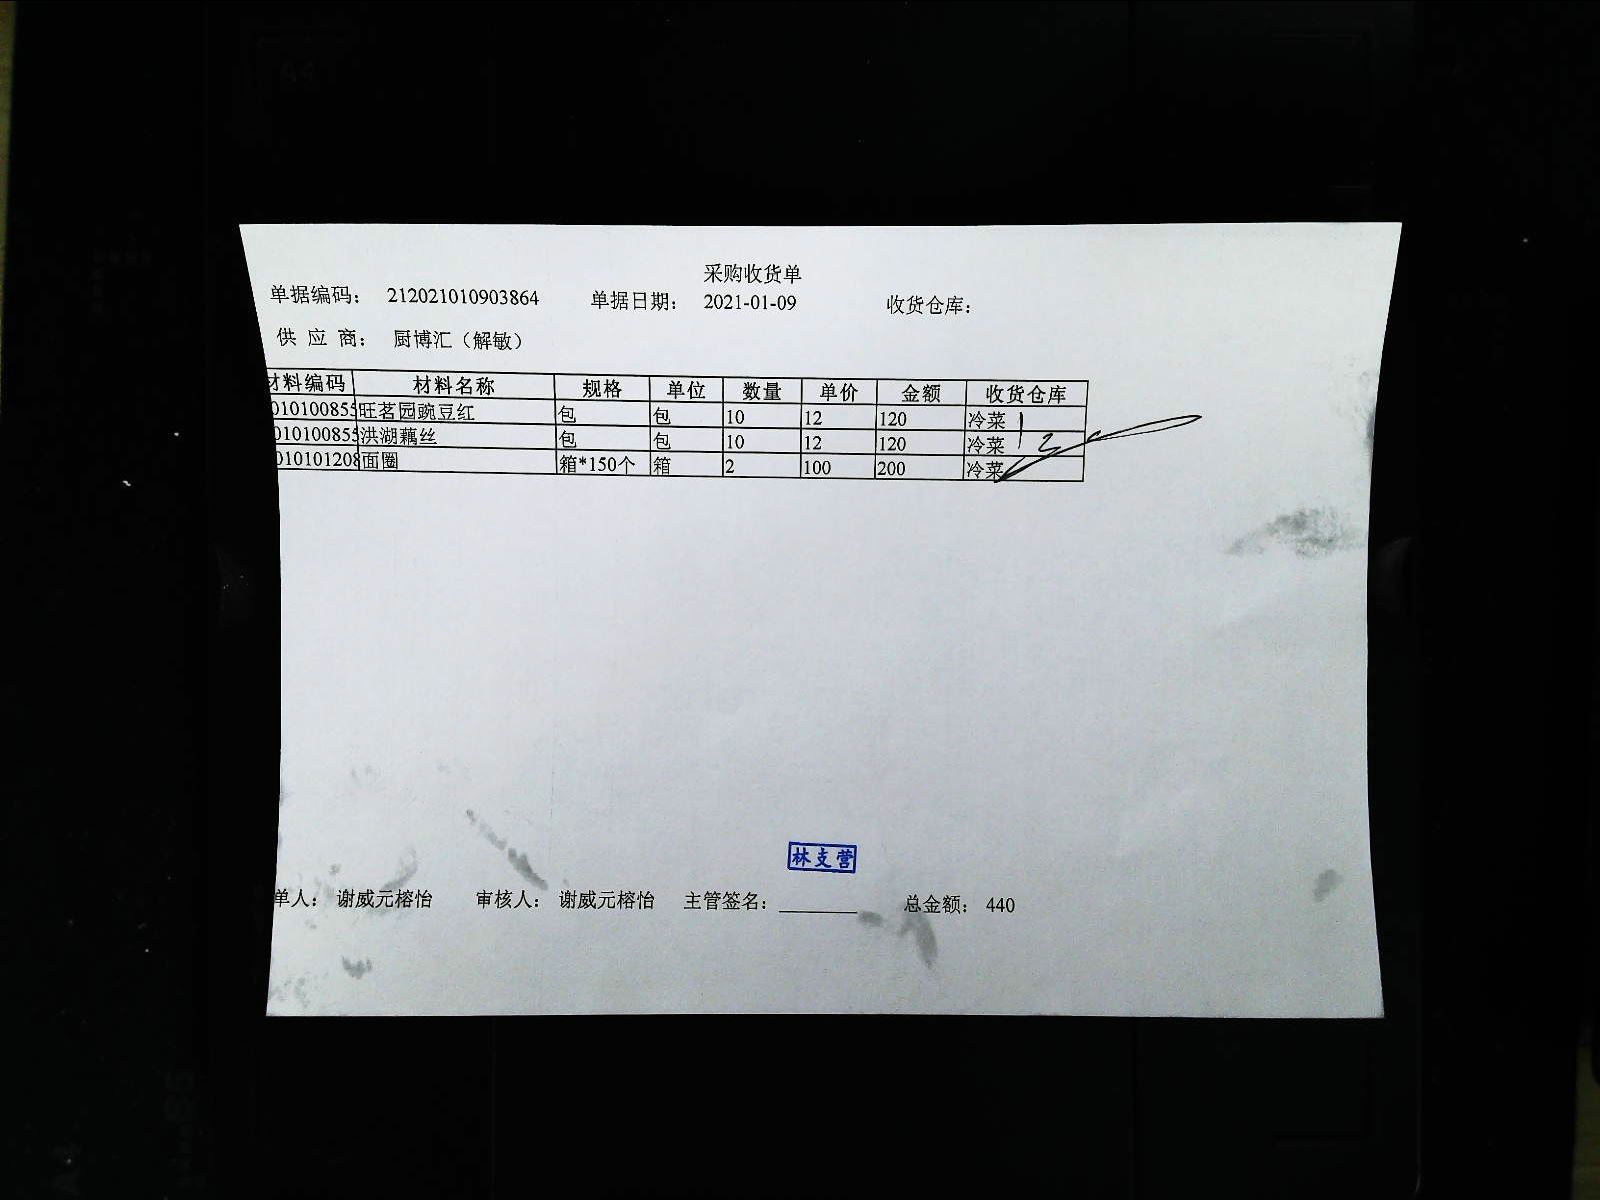 采购收货单
单据编码： 212021010903864 单据日期： 2021-01-09 收货仓库：
供 应 商： 厨博汇（解敏）
材料编码 材料名称 规格 单位 数量 单价 金额 收货仓库
010100855 旺茗园豌豆红 包 包 10 12 120 冷菜 1
010100855 洪湖藕丝 包 包 10 12 120 冷菜 2
010101208 面圈 箱*150个 箱 2 100 200 冷菜
林支营
单人： 谢威元榕怡 审核人： 谢威元榕怡 主管签名：________ 总金额： 440